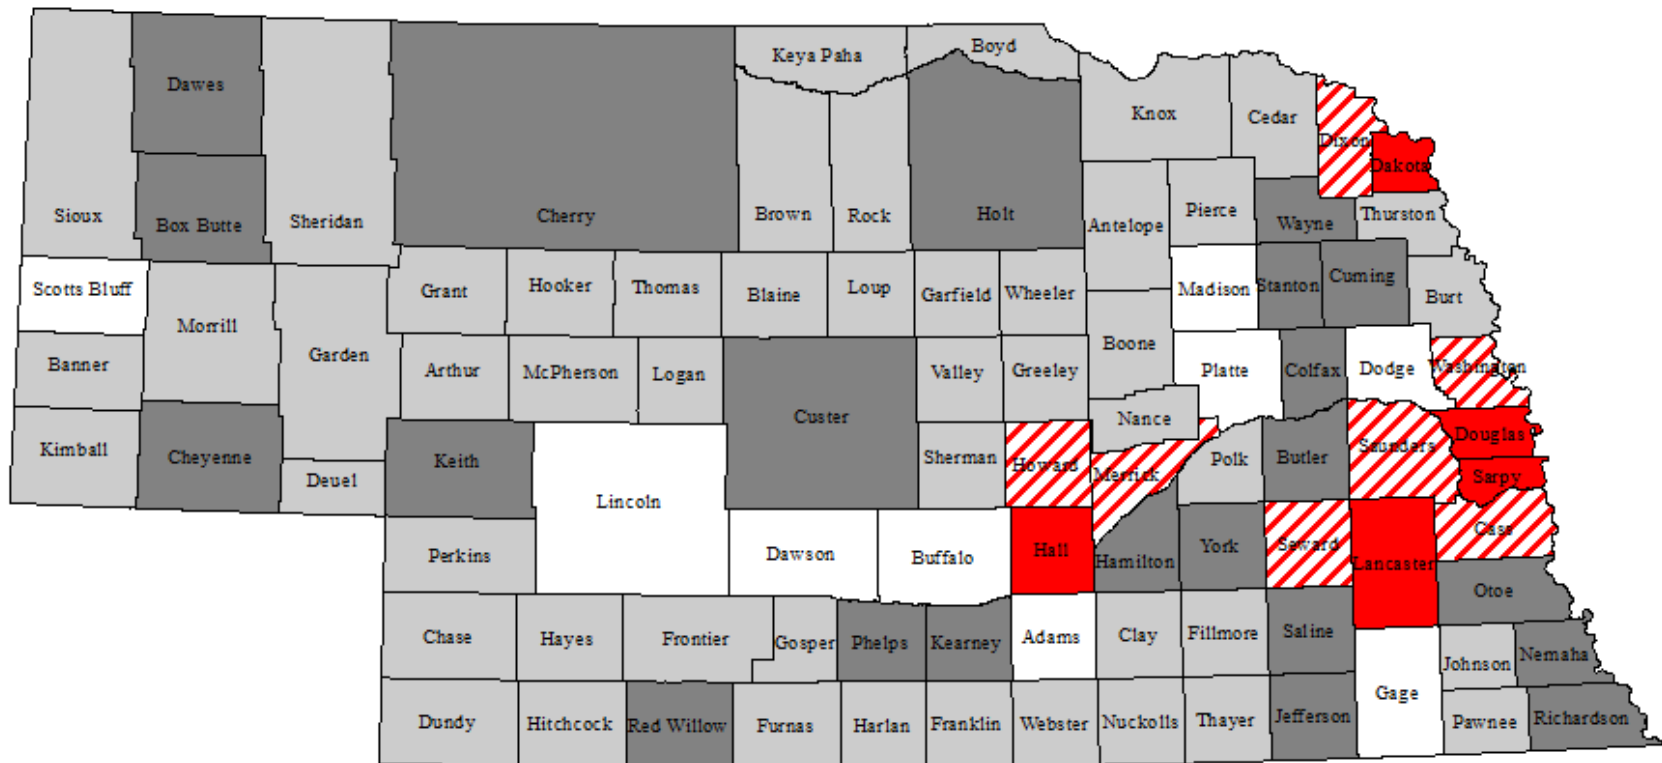 Keya Paha
Boyd
Dawes
Knox
Cedar
Dixon
Dakota
Sioux
Box Butte
Sheridan
Cherry
Brown
Rock
Holt
Antelope
Pierce
Wayne
Thurston
Scotts Bluff
Morrill
Grant
Hooker
Thomas
Blaine
Loup
Garfield
Wheeler
Madison
Stanton
Cuming
Burt
Banner
Garden
Arthur
McPherson
Logan
Custer
Valley
Greeley
Boone
Platte
Colfax
Dodge
Washington
Nance
Kimball
Cheyenne
Deuel
Keith
Lincoln
Sherman
Howard
Merrick
Polk
Butler
Saunders
Douglas
Sarpy
Perkins
Dawson
Buffalo
Hall
Hamilton
York
Seward
Lancaster
Cass
Otoe
Chase
Hayes
Frontier
Gosper
Phelps
Kearney
Adams
Clay
Fillmore
Saline
Johnson
Nemaha
Gage
Dundy
Hitchcock
Red Willow
Furnas
Harlan
Franklin
Webster
Nuckolls
Thayer
Jefferson
Pawnee
Richardson